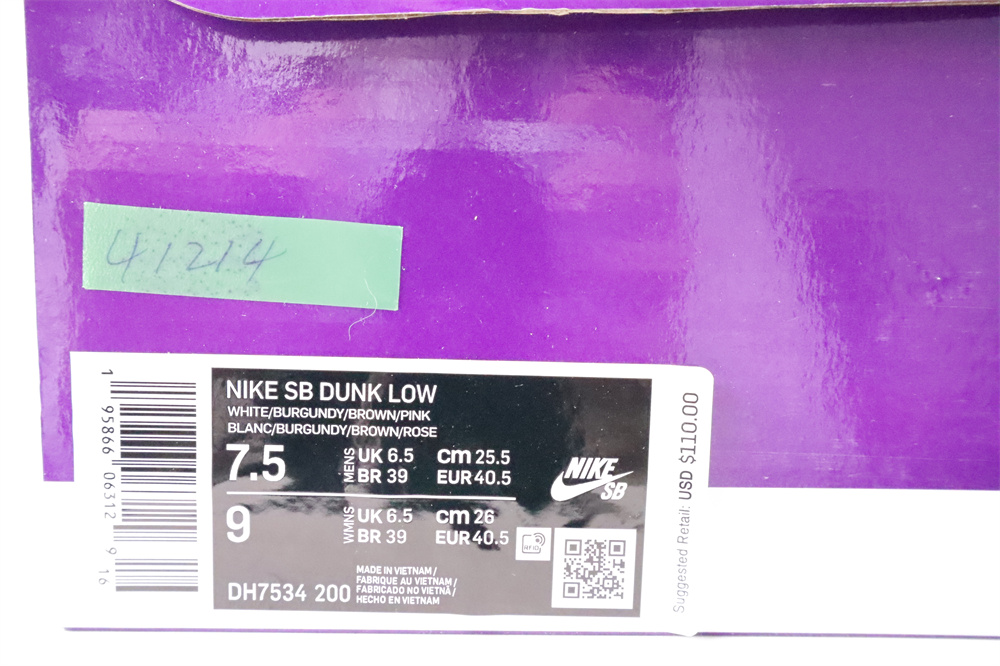 41214
1 95866 06312 9 16
NIKE SB DUNK LOW
WHITE/BURGUNDY/BROWN/PINK
BLANC/BURGUNDY/BROWN/ROSE
7.5 MENS UK 6.5 cm 25.5
BR 39 EUR 40.5
9 WMNS UK 6.5 cm 26
BR 39 EUR 40.5
NIKE
SB
RFID
DH7534 200
MADE IN VIETNAM /
FABRIQUE AU VIETNAM /
FABRICADO NO VIETNÃ /
HECHO EN VIETNAM
Suggested Retail: USD $110.00